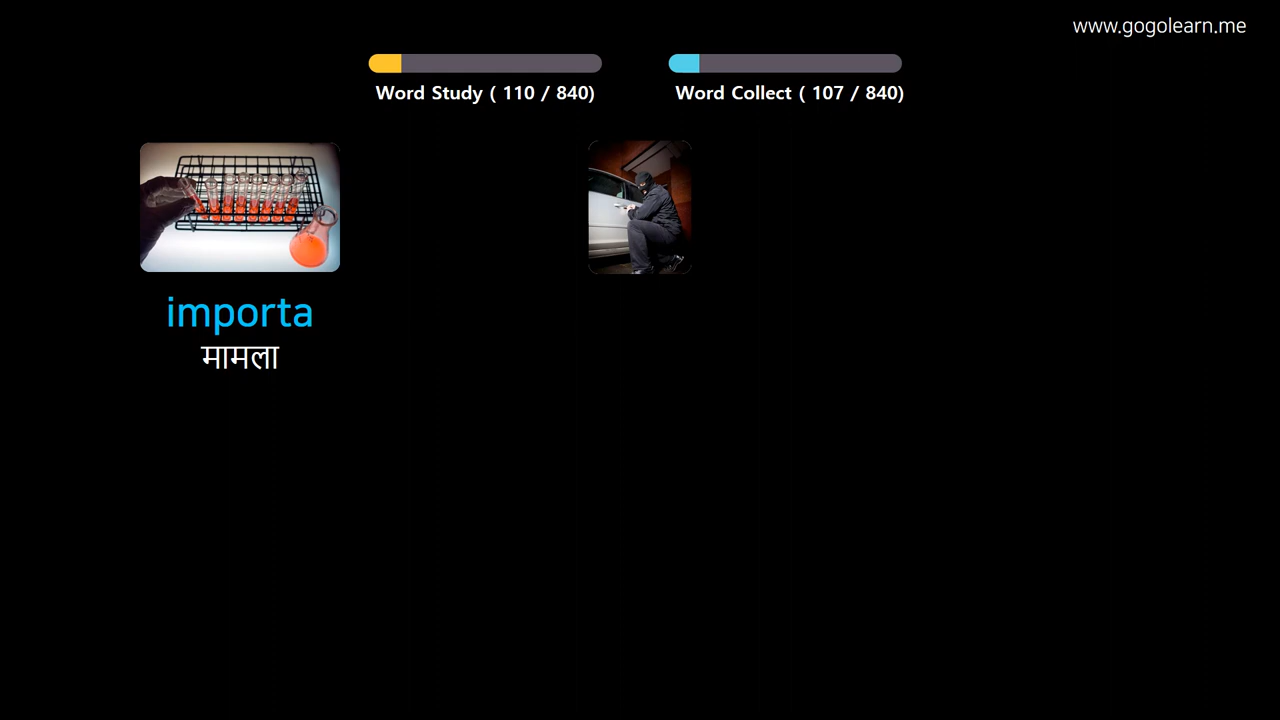 www.gogolearn.me
Word Study ( 110 / 840)
Word Collect ( 107 / 840)
importa
मामला